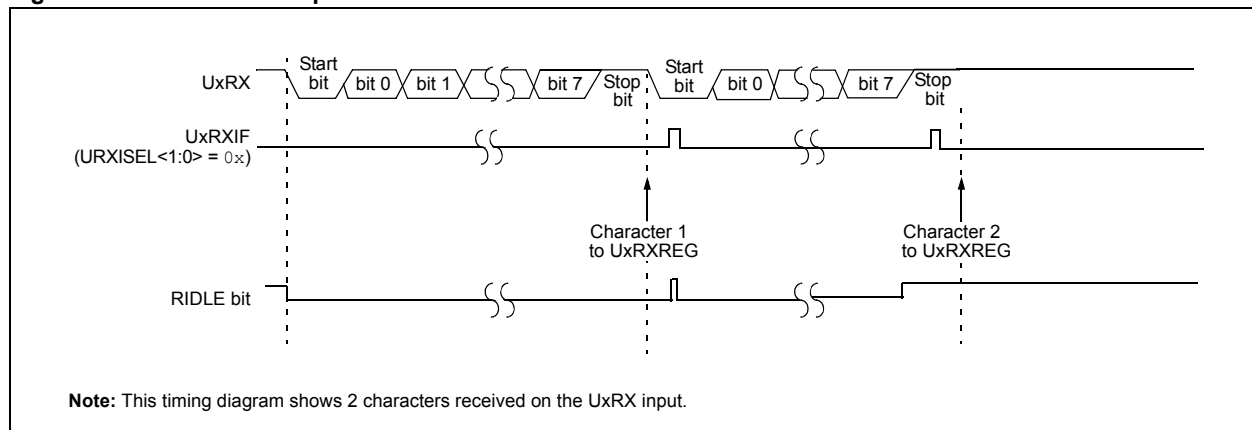 UxRX
Start
bit
bit 0
bit 1
bit 7
Stop
bit
Start
bit
bit 0
bit 7
Stop
bit
UxRXIF
(URXISEL<1:0> = 0x)
Character 1
to UxRXREG
Character 2
to UxRXREG
RIDLE bit
Note: This timing diagram shows 2 characters received on the UxRX input.